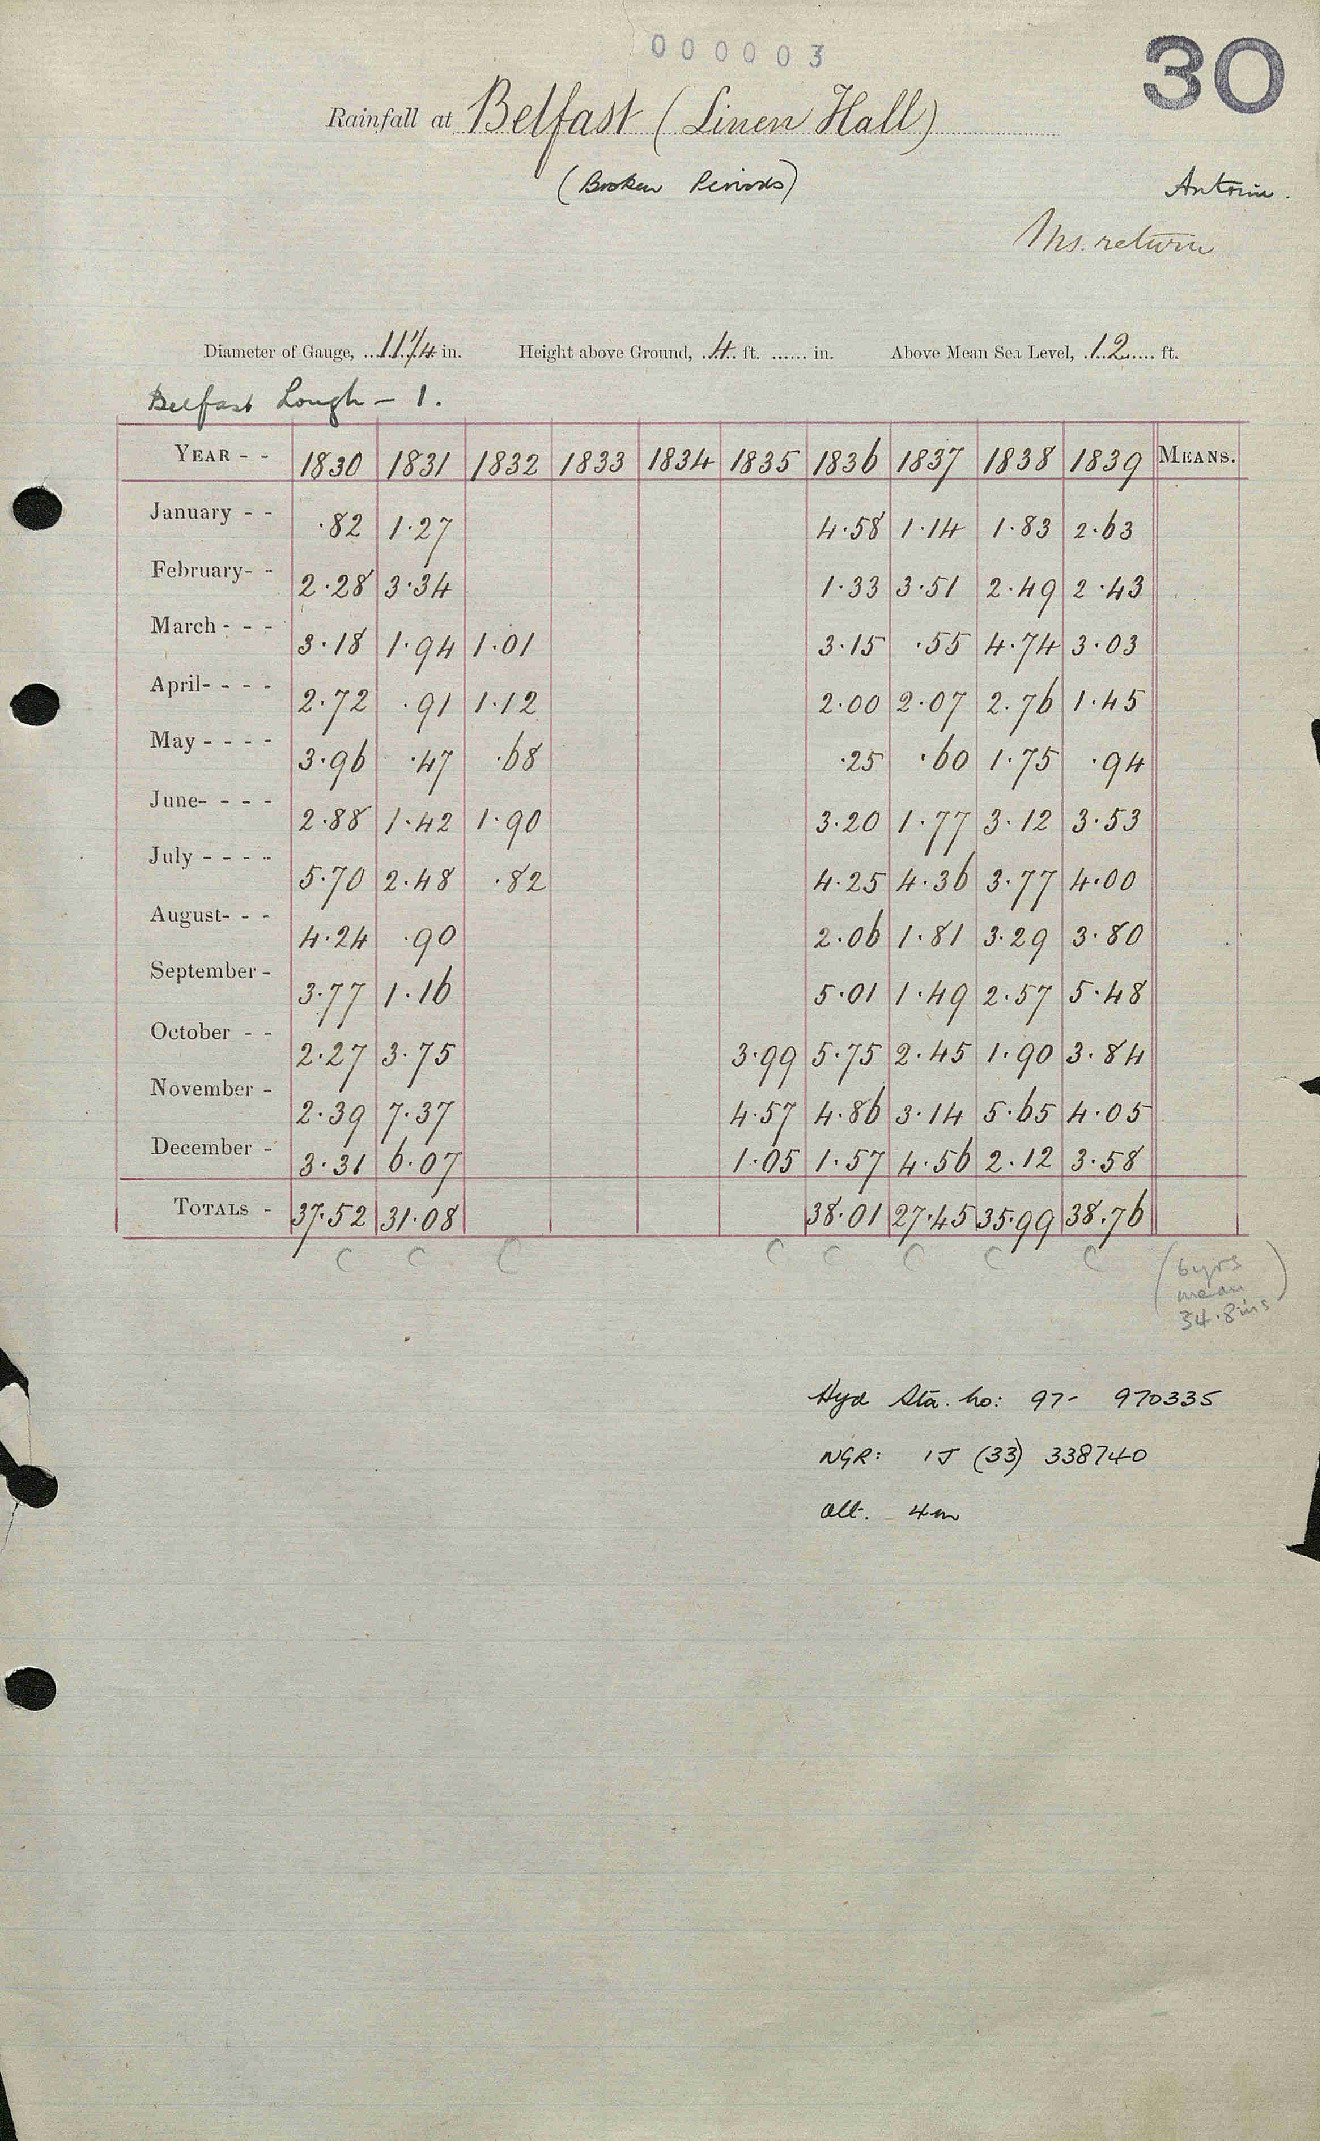 000003
30
Rainfall at Belfast (Linen Hall)
(Broken Periods)
Antrim.
Ms. return
Diameter of Gauge, 11 1/4 in. Height above Ground, 4 ft. ...... in. Above Mean Sea Level, 12 ft.
Belfast Lough - 1.
YEAR - - 1830 1831 1832 1833 1834 1835 1836 1837 1838 1839 MEANS.
January - - ·82 1·27 4·58 1·14 1·83 2·63
February- - 2·28 3·34 1·33 3·51 2·49 2·43
March - - - 3·18 1·94 1·01 3·15 ·55 4·74 3·03
April- - - - 2·72 ·91 1·12 2·00 2·07 2·76 1·45
May - - - - 3·96 ·47 ·68 ·25 ·60 1·75 ·94
June- - - - 2·88 1·42 1·90 3·20 1·77 3·12 3·53
July - - - - 5·70 2·48 ·82 4·25 4·36 3·77 4·00
August- - - 4·24 ·90 2·06 1·81 3·29 3·80
September - 3·77 1·16 5·01 1·49 2·57 5·48
October - - 2·27 3·75 3·99 5·75 2·45 1·90 3·84
November - 2·39 7·37 4·57 4·86 3·14 5·65 4·05
December - 3·31 6·07 1·05 1·57 4·56 2·12 3·58
TOTALS - 37·52 31·08 38·01 27·45 35·99 38·76
C C C C C C C C
(6yrs
mean
34·8ins)
Hyd Sta. No: 97- 970335
NGR: IJ (33) 338740
Alt. 4m